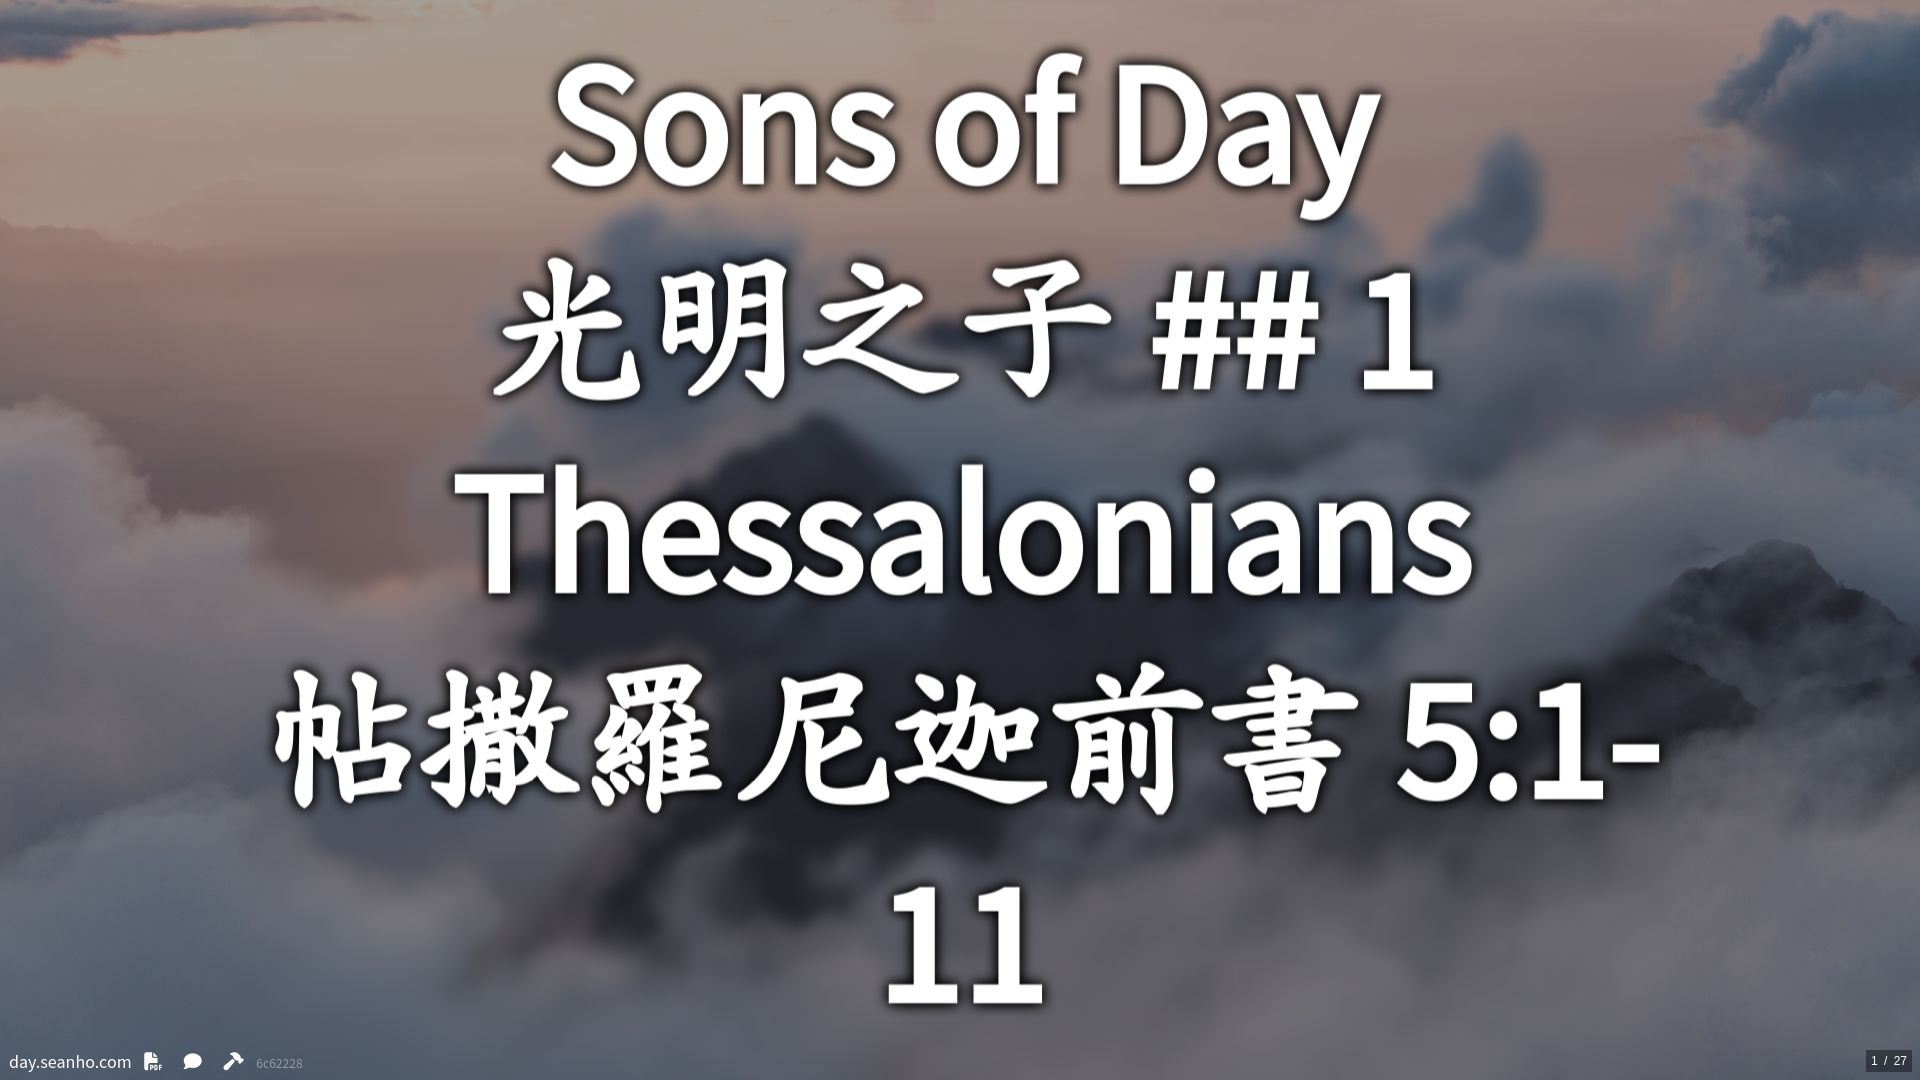 Sons of Day
光明之子 ## 1
Thessalonians
帖撒羅尼迦前書 5:1-
11
day.seanho.com
6c62228
1 / 27